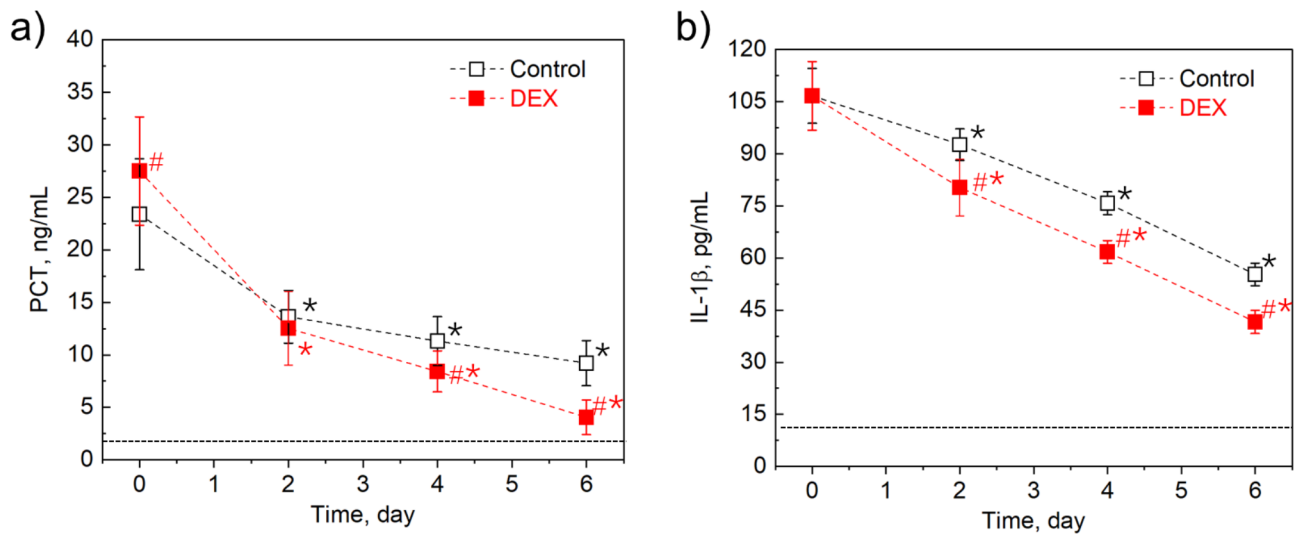 a)
40
35
30
25
20
15
10
5
0
PCT, ng/mL
Control
DEX
#
*
*
*
#*
*
#*
0 1 2 3 4 5 6
Time, day
b)
120
105
90
75
60
45
30
15
0
IL-1β, pg/mL
Control
DEX
*
#*
*
#*
*
#*
0 1 2 3 4 5 6
Time, day